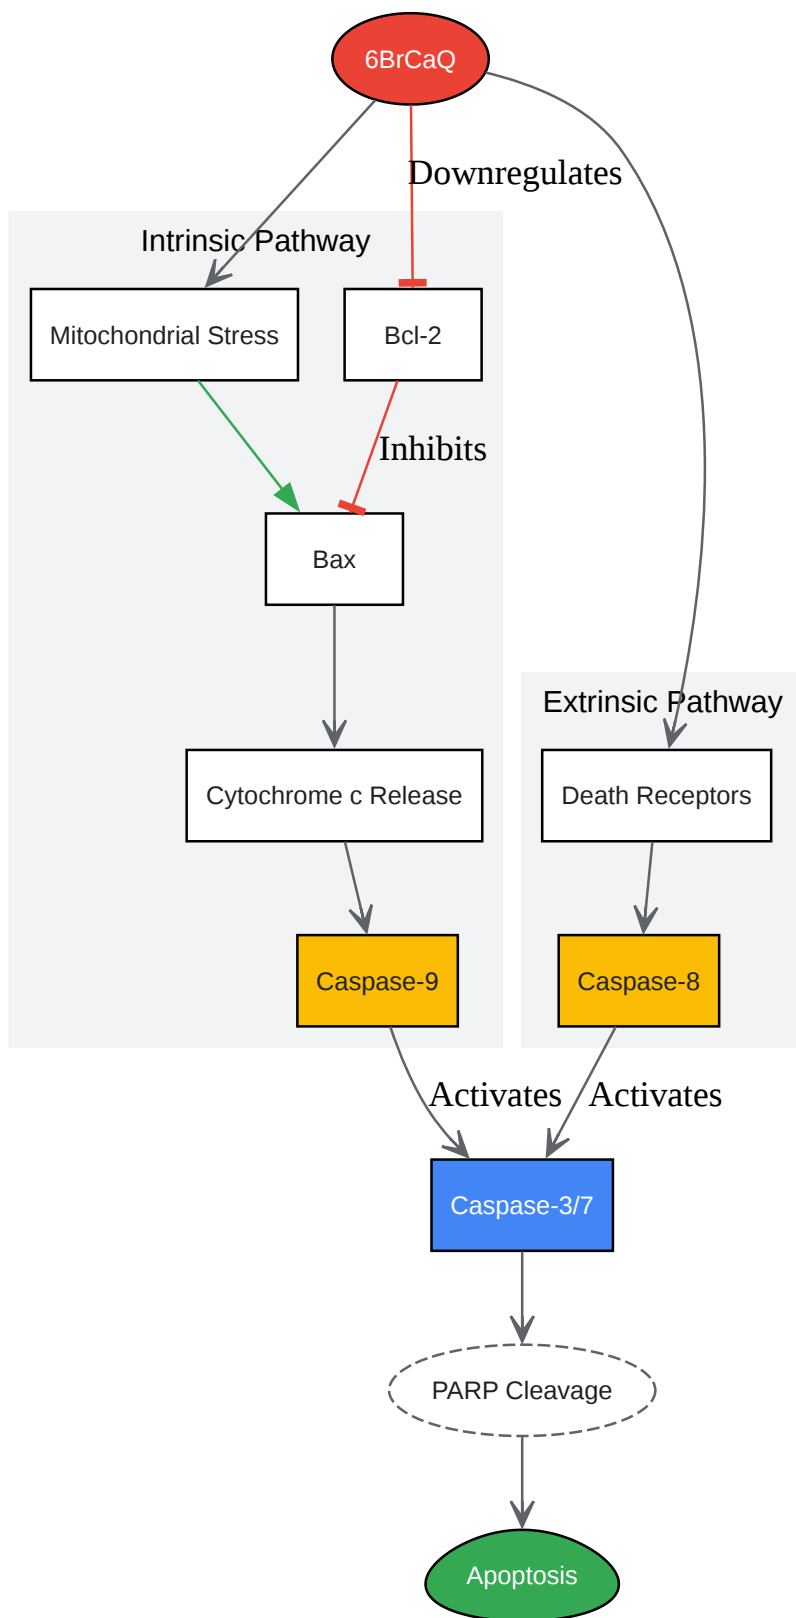 6BrCaQ
Downregulates
Intrinsic Pathway
Mitochondrial Stress
Bcl-2
Inhibits
Bax
Extrinsic Pathway
Cytochrome c Release
Death Receptors
Caspase-9
Caspase-8
Activates
Activates
Caspase-3/7
PARP Cleavage
Apoptosis